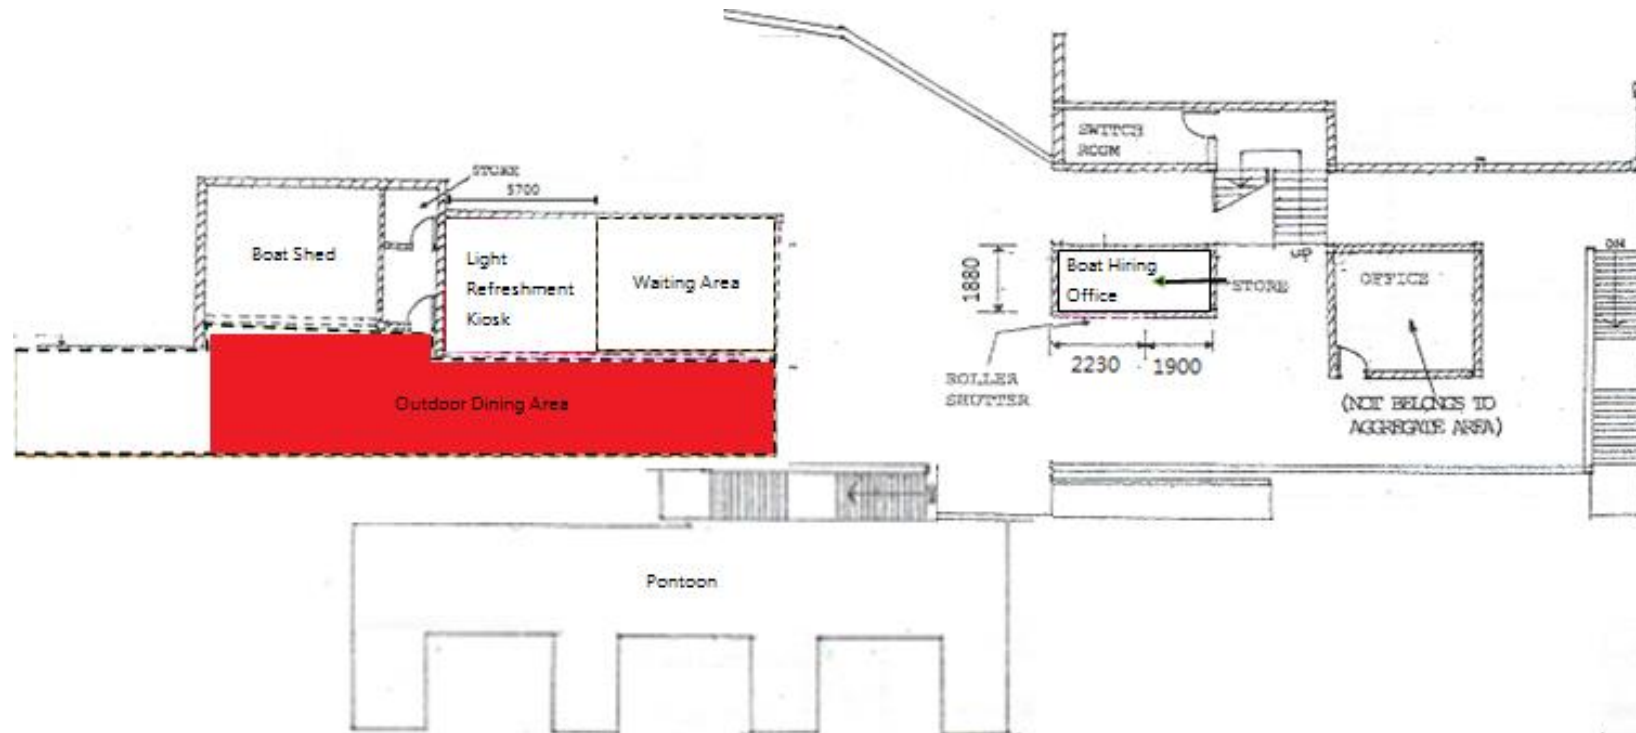 SWITCH
ROOM
STORE
5700
Boat Shed
Light
Refreshment
Kiosk
Waiting Area
1880
Boat Hiring
Office
STORE
UP
OFFICE
DN
2230
1900
ROLLER
SHUTTER
(NOT BELONGS TO
AGGREGATE AREA)
Outdoor Dining Area
Pontoon